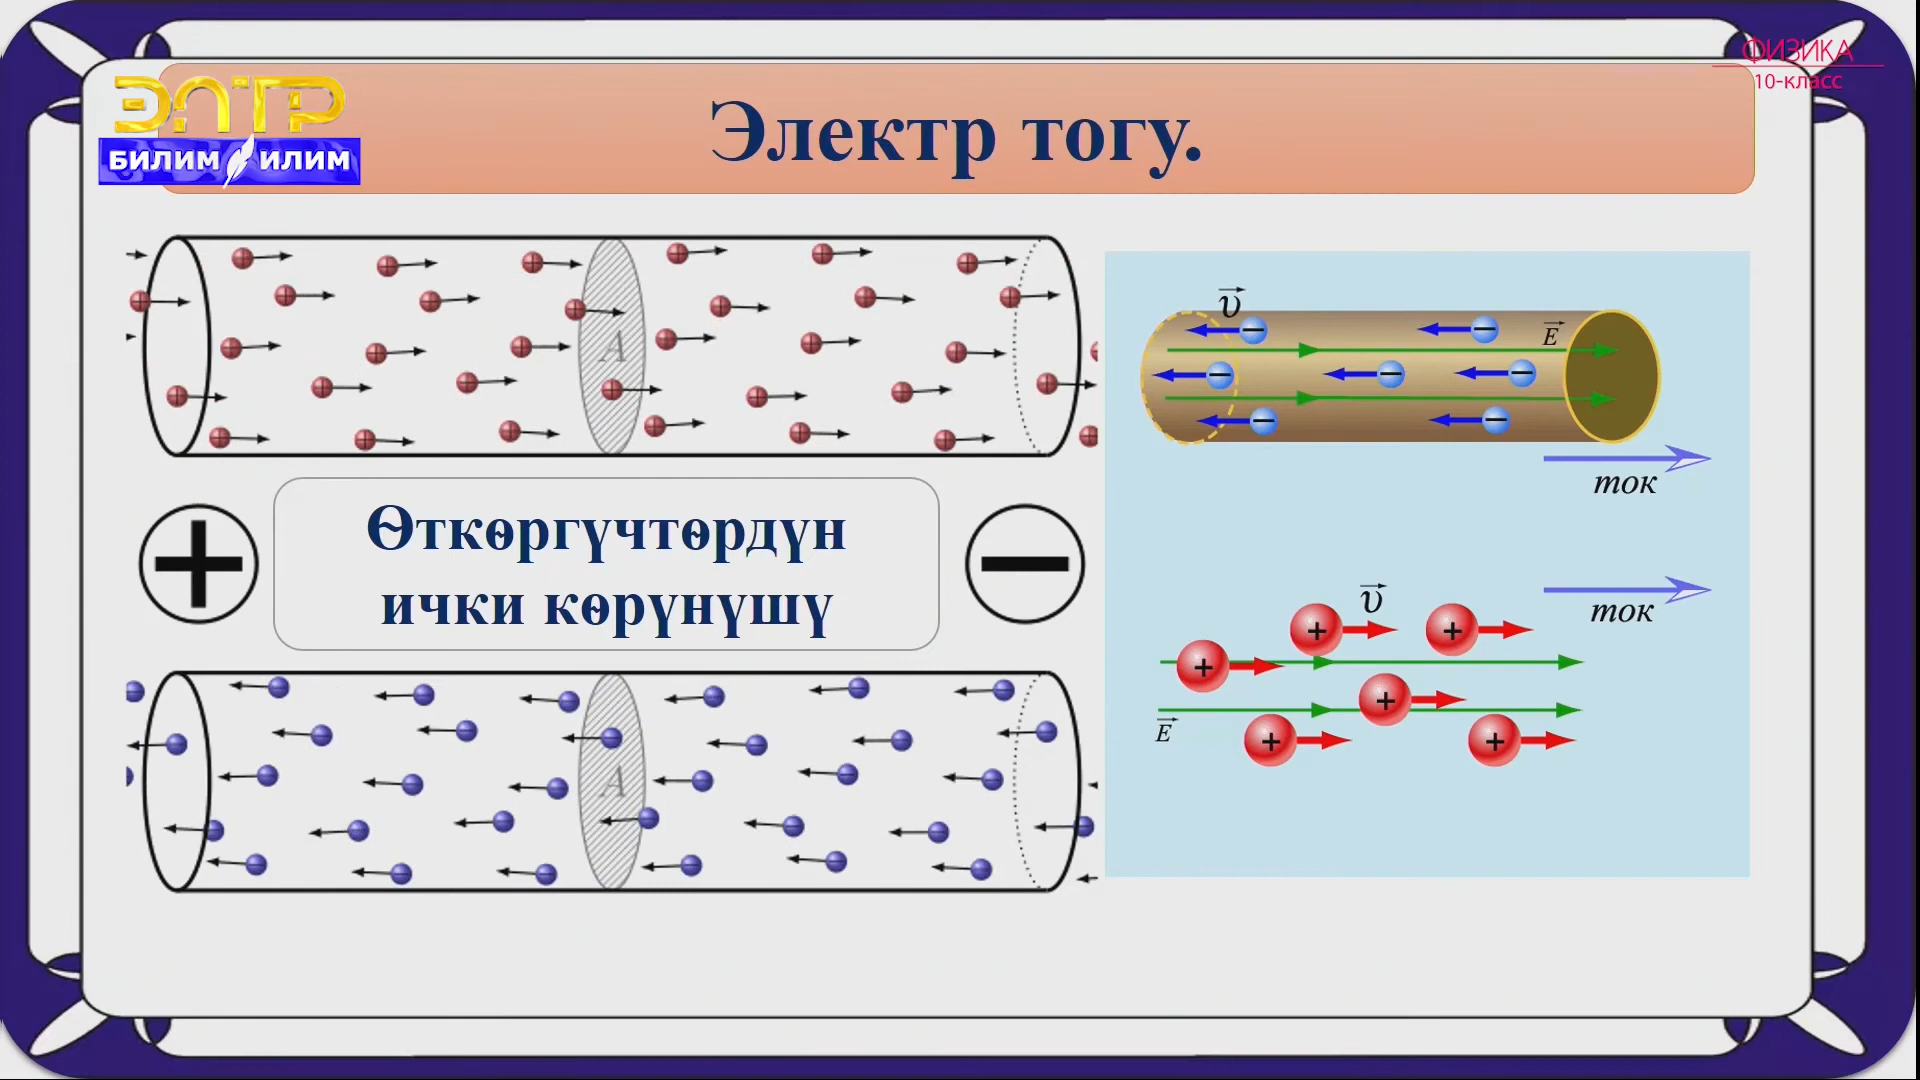 ФИЗИКА
10-класс
ЭЛТР
БИЛИМ ИЛИМ
Электр тогу.
A
Өткөргүчтөрдүн
ички көрүнүшү
A
υ
E
ток
ток
υ
E